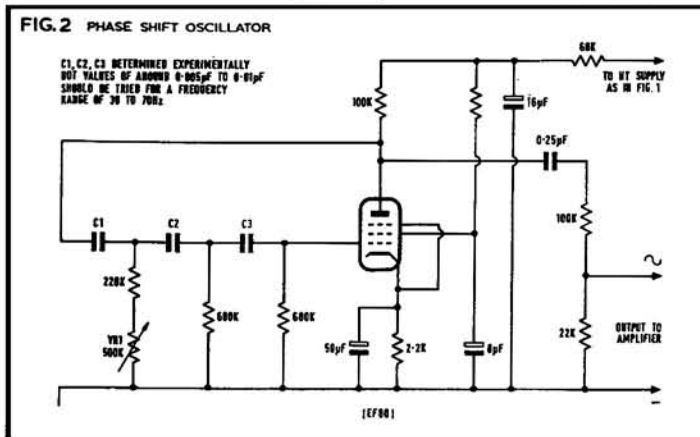 FIG.2 PHASE SHIFT OSCILLATOR
C1, C2, C3 DETERMINED EXPERIMENTALLY
BUT VALUES OF AROUND 0·005µF TO 0·01µF
SHOULD BE TRIED FOR A FREQUENCY
RANGE OF 30 TO 70Hz
68K
TO HT SUPPLY
AS IN FIG.1
100K
16µF
0·25µF
C1
C2
C3
100K
220K
VR1
500K
680K
680K
50µF
2·2K
8µF
22K
OUTPUT TO
AMPLIFIER
(EF80)